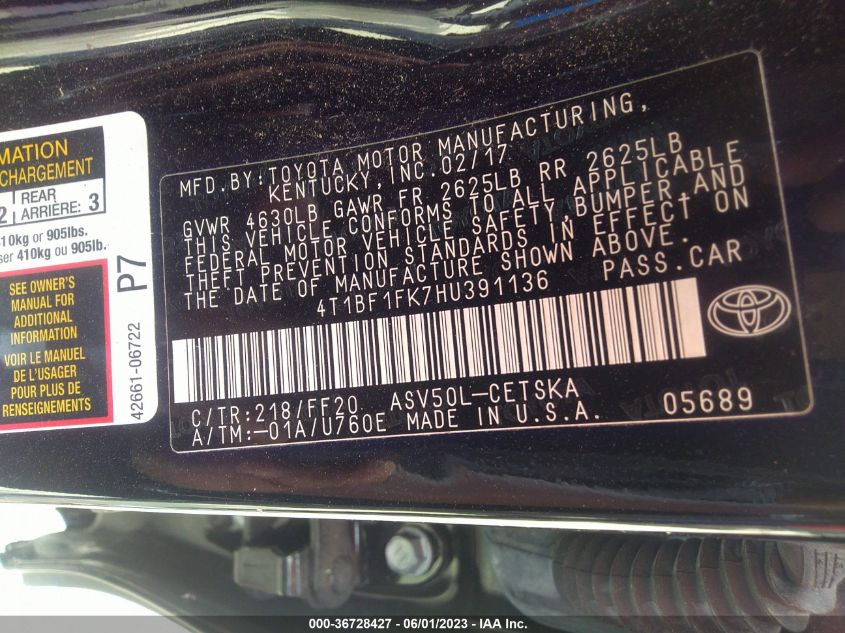 MATION
CHARGEMENT
2 REAR ARRIÈRE: 3
410kg or 905lbs.
ser 410kg ou 905lb.
SEE OWNER'S
MANUAL FOR
ADDITIONAL
INFORMATION
VOIR LE MANUEL
DE L'USAGER
POUR PLUS DE
RENSEIGNEMENTS
P7
42661-06722
MFD.BY:TOYOTA MOTOR MANUFACTURING,
KENTUCKY,INC.02/17
GVWR 4630LB GAWR FR 2625LB RR 2625LB
THIS VEHICLE CONFORMS TO ALL APPLICABLE
FEDERAL MOTOR VEHICLE SAFETY,BUMPER,AND
THEFT PREVENTION STANDARDS IN EFFECT ON
THE DATE OF MANUFACTURE SHOWN ABOVE.
4T1BF1FK7HU391136 PASS.CAR
C/TR:218/FF20 ASV50L-CETSKA
A/TM:-01A/U760E MADE IN U.S.A. 05689
000-36728427 - 06/01/2023 - IAA Inc.